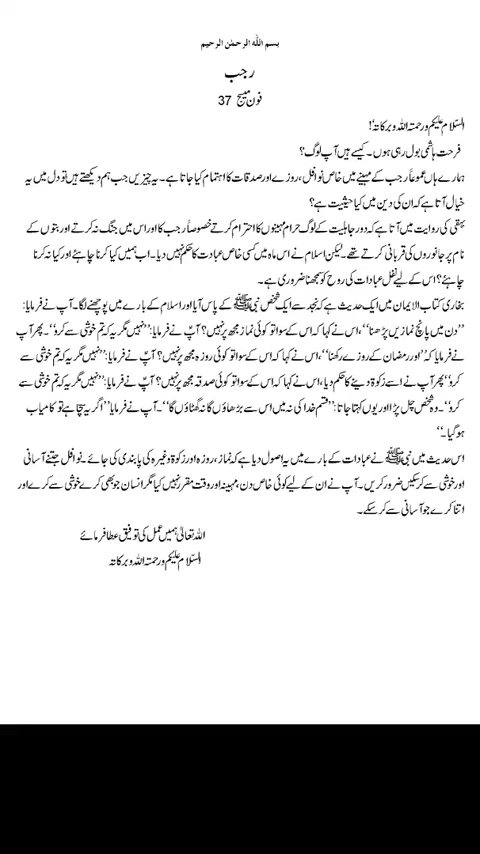 بسم اللہ الرحمٰن الرحیم
رجب
فون میسج 37
السّلام علیکم ورحمتہ اللہ وبرکاتہ‘!
فرحت ہاشمی بول رہی ہوں۔ کیسے ہیں آپ لوگ؟
ہمارے ہاں عموماً رجب کے مہینے میں خاص نوافل، روزے اور صدقات کا اہتمام کیا جاتا ہے۔ یہ چیزیں جب ہم دیکھتے ہیں تو دل میں یہ
خیال آتا ہے کہ ان کی دین میں کیا حیثیت ہے؟
بیہقی کی روایت میں آتا ہے کہ دورِ جاہلیت کے لوگ حرام مہینوں کا احترام کرتے خصوصاً رجب کا اور اس میں جنگ نہ کرتے اور بتوں کے
نام پر جانوروں کی قربانی کرتے تھے۔ لیکن اسلام نے اس ماہ میں کسی خاص عبادت کا حکم نہیں دیا۔ اب ہمیں کیا کرنا چاہئے اور کیا نہ کرنا
چاہئے؟ اس کے لیے نفل عبادات کی روح کو سمجھنا ضروری ہے۔
بخاری کتاب الایمان میں ایک حدیث ہے کہ نجد سے ایک شخص نبی ﷺ کے پاس آیا اور اسلام کے بارے میں پوچھنے لگا۔ آپ نے فرمایا:
’’دن میں پانچ نمازیں پڑھنا‘‘، اس نے کہا کہ اس کے سوا تو کوئی نماز مجھ پر نہیں؟ آپؐ نے فرمایا: ’’نہیں مگر یہ کہ تم خوشی سے کرو‘‘۔ پھر آپ
نے فرمایا کہ ’’اور رمضان کے روزے رکھنا‘‘، اس نے کہا کہ اس کے سوا تو کوئی روزہ مجھ پر نہیں؟ آپؐ نے فرمایا: ’’نہیں مگر یہ کہ تم خوشی سے
کرو‘‘ پھر آپ نے اسے زکوۃ دینے کا حکم دیا، اس نے کہا کہ اس کے سوا تو کوئی صدقہ مجھ پر نہیں؟ آپ نے فرمایا: ’’نہیں مگر یہ کہ تم خوشی سے
کرو‘‘۔ وہ شخص چل پڑا اور یوں کہتا جاتا: ’’قسم خدا کی نہ میں اس سے بڑھاؤں گا نہ گھٹاؤں گا‘‘۔ آپ نے فرمایا ’’اگر یہ سچا ہے تو کامیاب
ہو گیا۔‘‘
اس حدیث میں نبی ﷺ نے عبادات کے بارے میں یہ اصول دیا ہے کہ نماز، روزہ اور زکوۃ وغیرہ کی پابندی کی جائے۔ نوافل جتنے آسانی
اور خوشی سے کر سکیں ضرور کریں۔ آپ نے ان کے لیے کوئی خاص دن، مہینہ اور وقت مقرر نہیں کیا مگر انسان جو بھی کرے خوشی سے کرے اور
اتنا کرے جو آسانی سے کر سکے۔
اللہ تعالیٰ ہمیں عمل کی توفیق عطا فرمائے
السّلام علیکم ورحمتہ اللہ وبرکاتہ